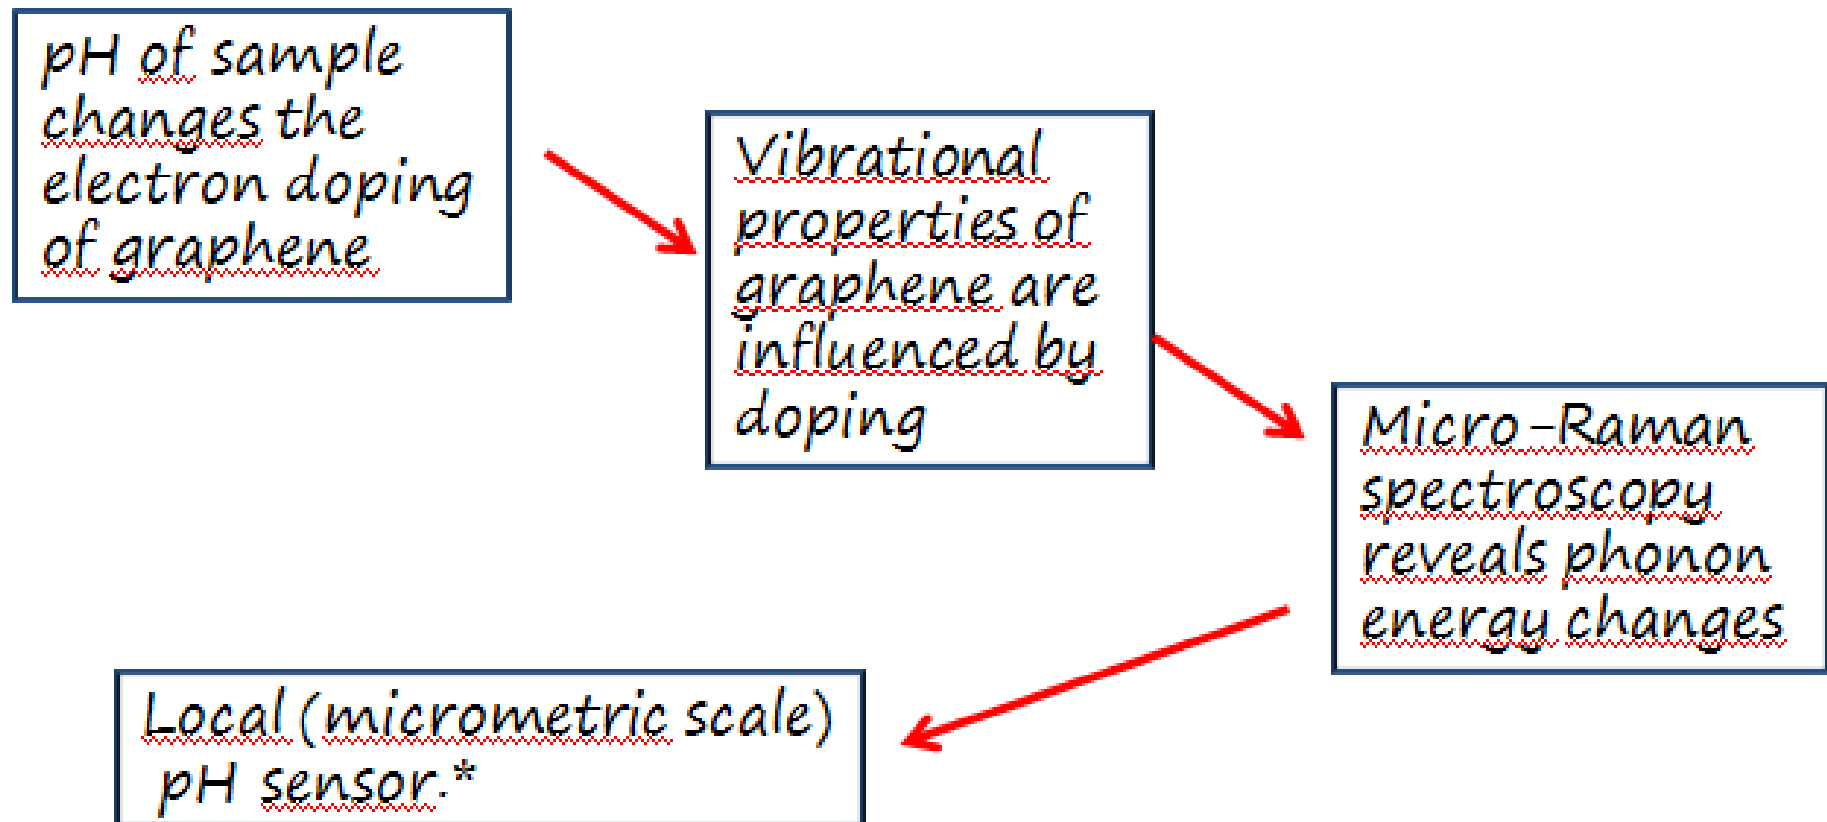 pH of sample
changes the
electron doping
of graphene
Vibrational
properties of
graphene are
influenced by
doping
Micro-Raman
spectroscopy
reveals phonon
energy changes
Local (micrometric scale)
pH sensor.*